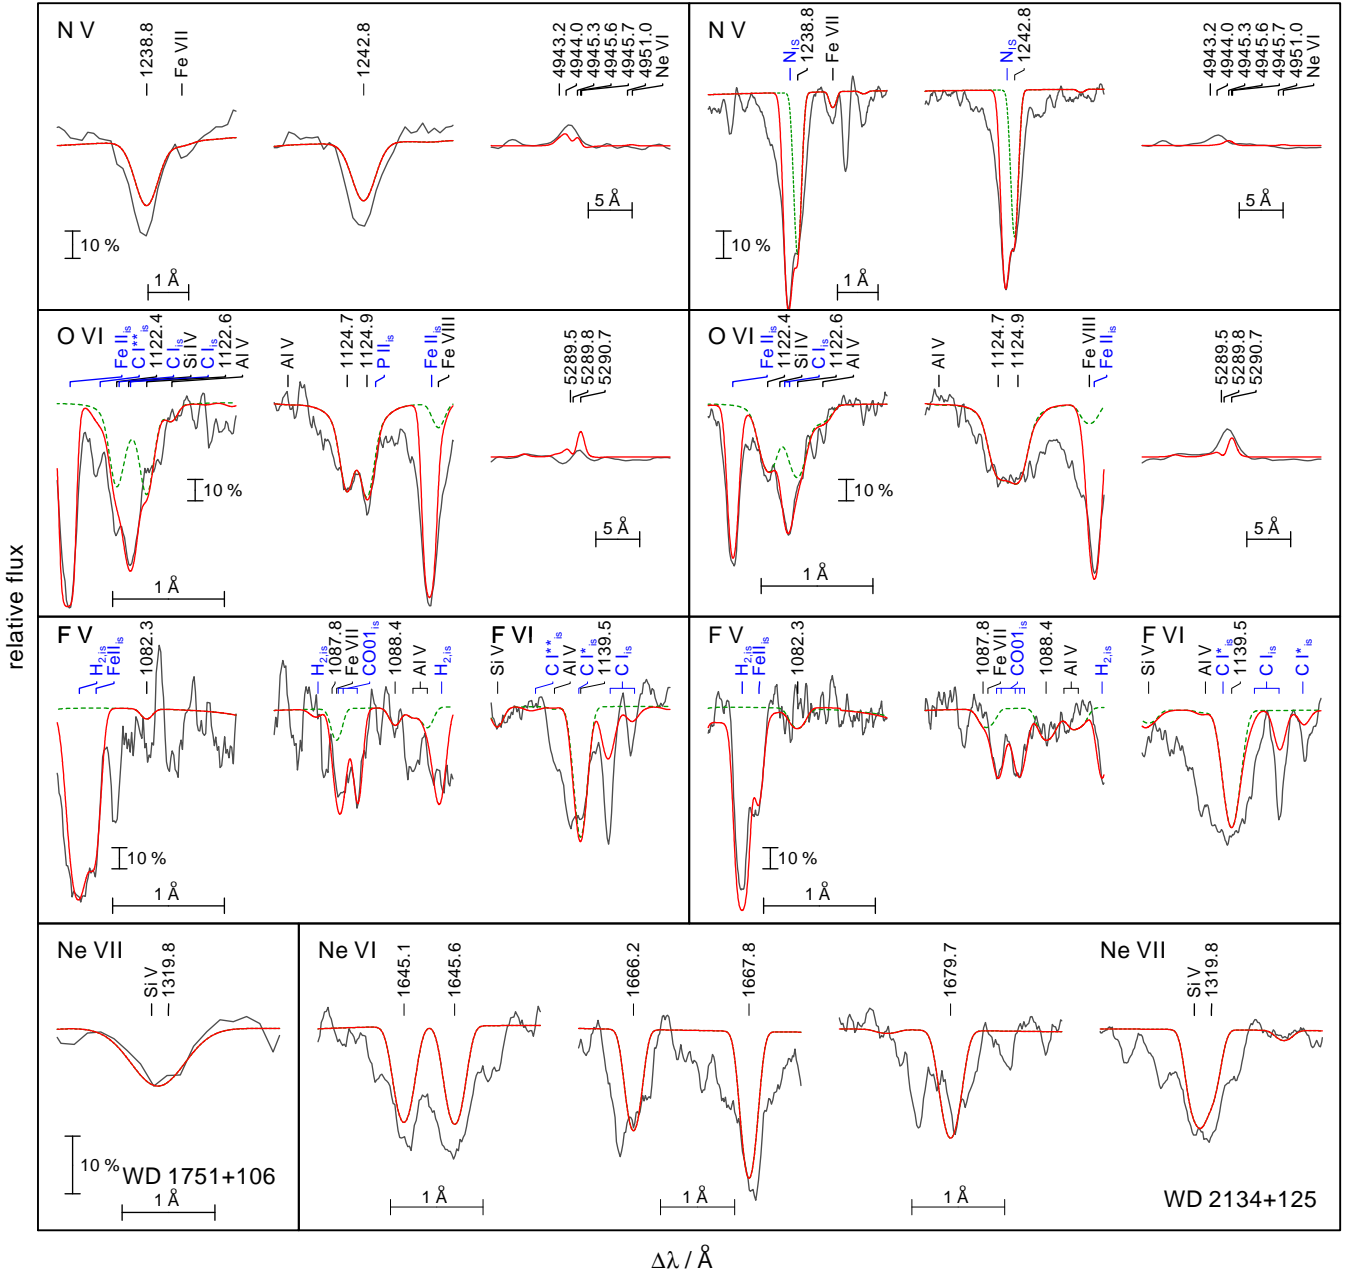 N V
1238.8
Fe VII
1242.8
4943.2
4944.0
4945.3
4945.6
4945.7
4951.0
Ne VI
10 %
1 Å
5 Å
N V
N_IS
1238.8
Fe VII
N_IS
1242.8
4943.2
4944.0
4945.3
4945.6
4945.7
4951.0
Ne VI
10 %
1 Å
5 Å
O VI
Fe II_is
C I**_is
1122.4
C I_is
Si IV
C I_is
1122.6
Al V
Al V
1124.7
1124.9
P II_is
Fe II_is
Fe VIII
5289.5
5289.8
5290.7
10 %
1 Å
5 Å
O VI
Fe II_is
1122.4
Si IV
C I_is
1122.6
Al V
Al V
1124.7
1124.9
Fe VIII
Fe II_is
5289.5
5289.8
5290.7
10 %
1 Å
5 Å
relative flux
F V
H_2,is
FeII_is
1082.3
H_2,is
1087.8
Fe VII
CO01_is
1088.4
Al V
H_2,is
F VI
Si V
C I**_is
Al V
C I*_is
1139.5
C I_is
10 %
1 Å
F V
H_2,is
FeII_is
1082.3
1087.8
Fe VII
CO01_is
1088.4
Al V
H_2,is
F VI
Si V
Al V
C I*_is
1139.5
C I_is
C I*_is
10 %
1 Å
Ne VII
Si V
1319.8
10 %
WD 1751+106
1 Å
Ne VI
1645.1
1645.6
1666.2
1667.8
1679.7
Ne VII
Si V
1319.8
1 Å
1 Å
1 Å
WD 2134+125
Δλ / Å